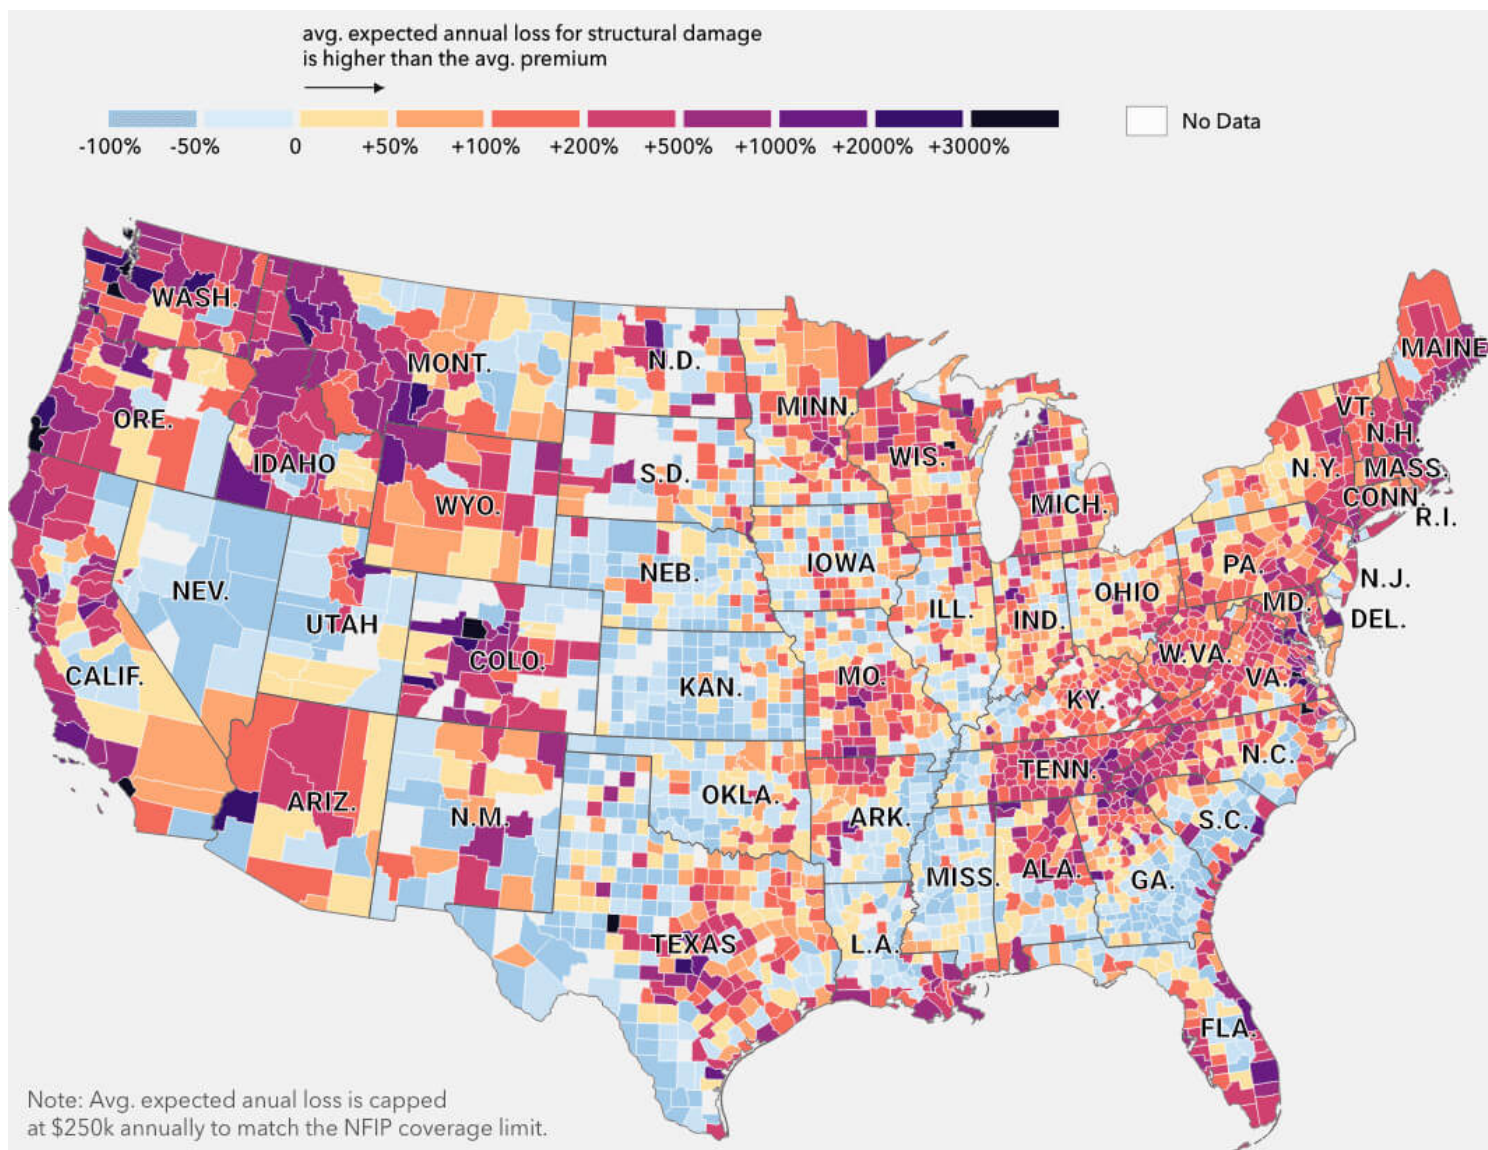 avg. expected annual loss for structural damage
is higher than the avg. premium
No Data
-100% -50% 0 +50% +100% +200% +500% +1000% +2000% +3000%
WASH.
MONT.
N.D.
MINN.
MAINE
ORE.
IDAHO
WYO.
S.D.
WIS.
MICH.
VT.
N.H.
N.Y.
MASS.
CONN.
R.I.
NEV.
UTAH
COLO.
NEB.
IOWA
ILL.
IND.
OHIO
PA.
N.J.
MD.
DEL.
CALIF.
KAN.
MO.
KY.
W.VA.
VA.
ARIZ.
N.M.
OKLA.
ARK.
TENN.
N.C.
S.C.
TEXAS
L.A.
MISS.
ALA.
GA.
FLA.
Note: Avg. expected anual loss is capped
at $250k annually to match the NFIP coverage limit.